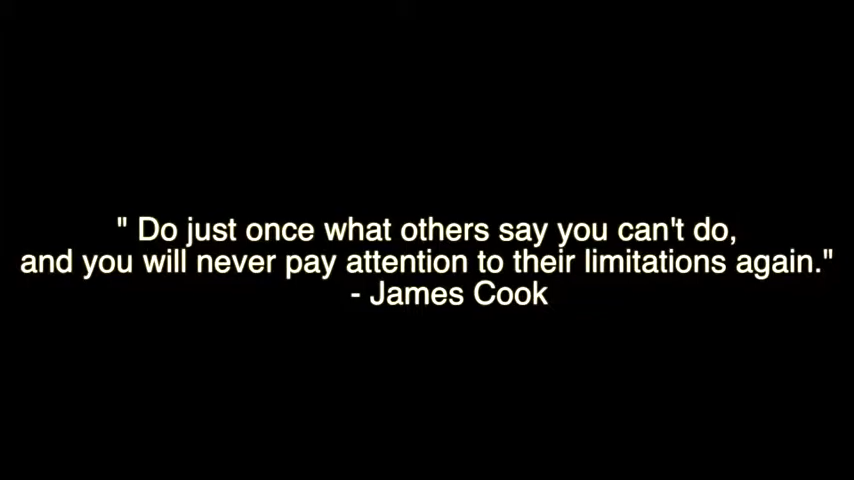 " Do just once what others say you can't do,
and you will never pay attention to their limitations again."
- James Cook